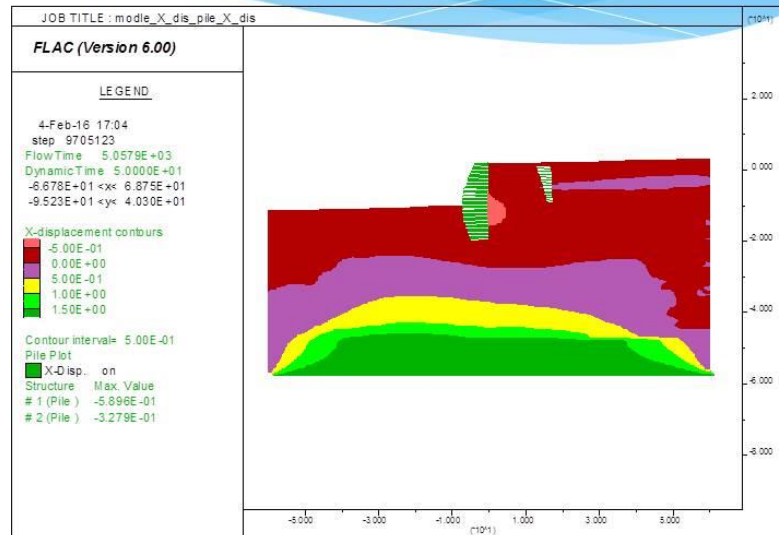 JOB TITLE : modle_X_dis_pile_X_dis
(*10^1)
FLAC (Version 6.00)
LEGEND
4-Feb-16 17:04
step 9705123
Flow Time 5.0579E+03
Dynamic Time 5.0000E+01
-6.678E+01 <x< 6.875E+01
-9.523E+01 <y< 4.030E+01
X-displacement contours
-5.00E-01
0.00E+00
5.00E-01
1.00E+00
1.50E+00
Contour interval= 5.00E-01
Pile Plot
X-Disp. on
Structure Max. Value
# 1 (Pile ) -5.896E-01
# 2 (Pile ) -3.279E-01
2.000
0.000
-2.000
-4.000
-6.000
-8.000
-5.000 -3.000 -1.000 1.000 3.000 5.000
(*10^1)